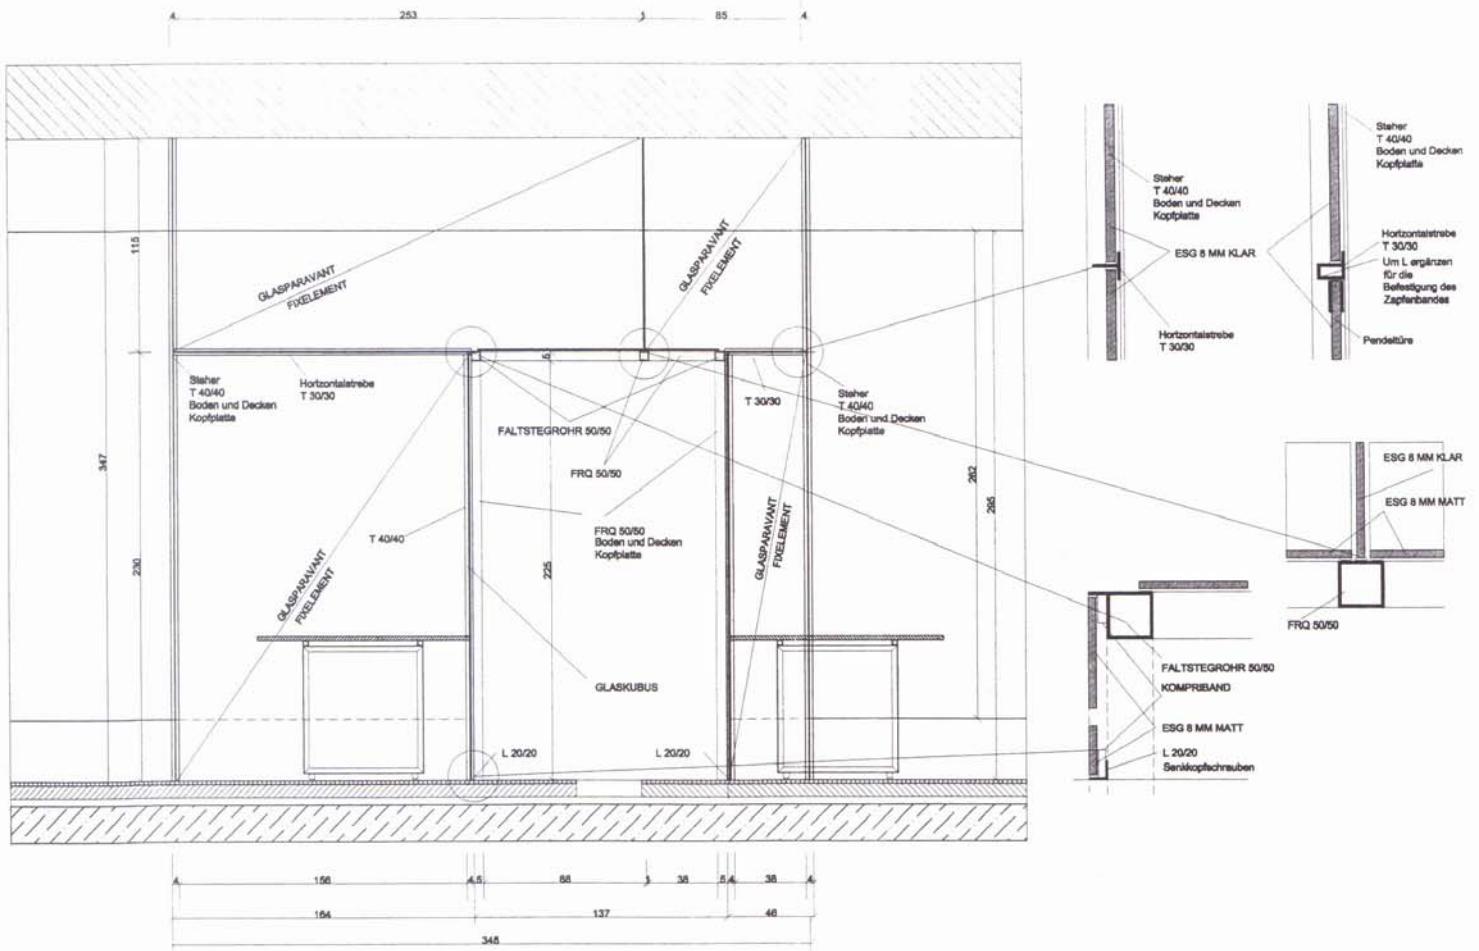 4
253
1
85
4
115
347
230
GLASPARAVANT
FIXELEMENT
GLASPARAVANT
FIXELEMENT
Steher
T 40/40
Boden und Decken
Kopfplatte
Horizontalstrebe
T 30/30
5
FALTSTEGROHR 50/50
FRQ 50/50
T 30/30
Steher
T 40/40
Boden und Decken
Kopfplatte
262
295
T 40/40
FRQ 50/50
Boden und Decken
Kopfplatte
225
GLASPARAVANT
FIXELEMENT
GLASPARAVANT
FIXELEMENT
GLASKUBUS
L 20/20
L 20/20
4
156
4
5
88
1
38
5
4
38
4
164
137
46
348
Steher
T 40/40
Boden und Decken
Kopfplatte
ESG 8 MM KLAR
Horizontalstrebe
T 30/30
Steher
T 40/40
Boden und Decken
Kopfplatte
Horizontalstrebe
T 30/30
Um L ergänzen
für die
Befestigung des
Zapfenbandes
Pendeltüre
ESG 8 MM KLAR
ESG 8 MM MATT
FRQ 50/50
FALTSTEGROHR 50/50
KOMPRIBAND
ESG 8 MM MATT
L 20/20
Senkkopfschrauben